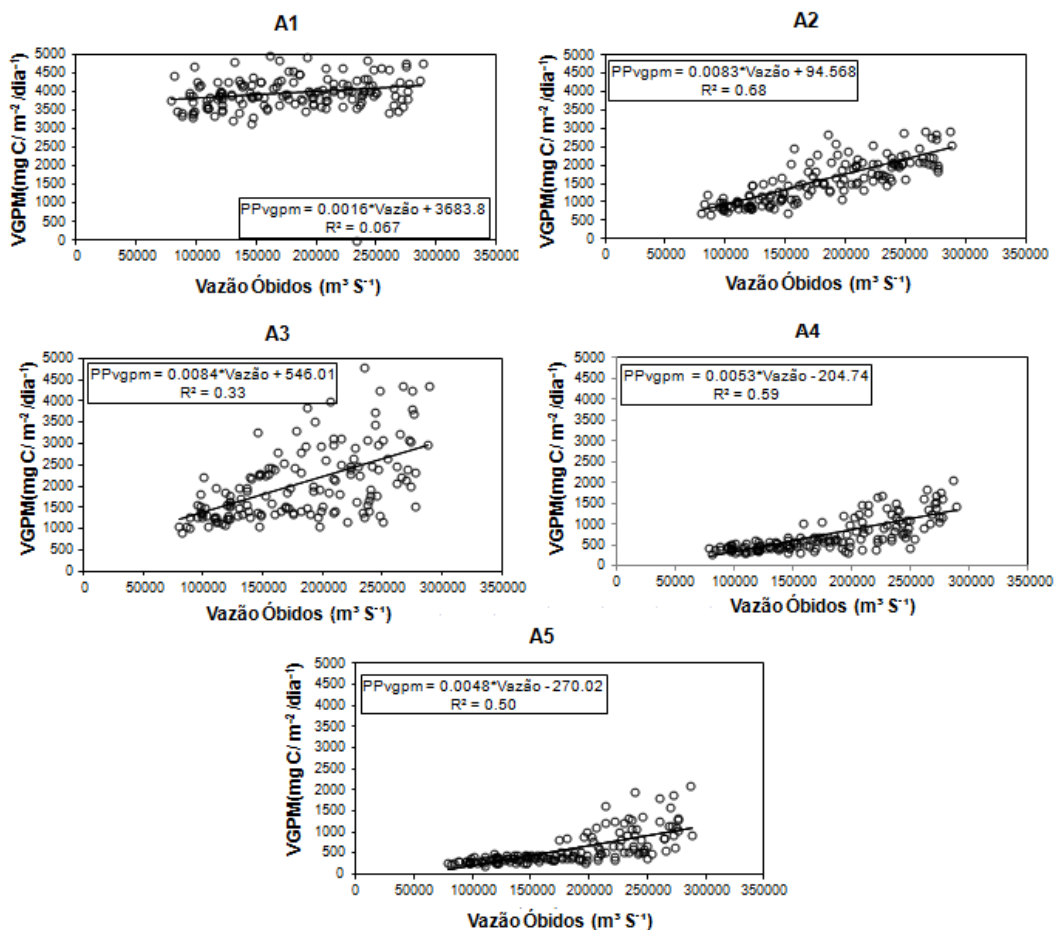 A1
VGPM(mg C/ m⁻² /dia⁻¹)
5000
4500
4000
3500
3000
2500
2000
1500
1000
500
0
PPvgpm = 0.0016*Vazão + 3683.8
R² = 0.067
0 50000 100000 150000 200000 250000 300000 350000
Vazão Óbidos (m³ S⁻¹)
A2
VGPM(mg C/ m⁻² /dia⁻¹)
5000
4500
4000
3500
3000
2500
2000
1500
1000
500
0
PPvgpm = 0.0083*Vazão + 94.568
R² = 0.68
0 50000 100000 150000 200000 250000 300000 350000
Vazão Óbidos (m³ S⁻¹)
A3
VGPM(mg C/ m⁻² /dia⁻¹)
5000
4500
4000
3500
3000
2500
2000
1500
1000
500
0
PPvgpm = 0.0084*Vazão + 546.01
R² = 0.33
0 50000 100000 150000 200000 250000 300000 350000
Vazão Óbidos (m³ S⁻¹)
A4
VGPM(mg C/ m⁻² /dia⁻¹)
5000
4500
4000
3500
3000
2500
2000
1500
1000
500
0
PPvgpm = 0.0053*Vazão - 204.74
R² = 0.59
0 50000 100000 150000 200000 250000 300000 350000
Vazão Óbidos (m³ S⁻¹)
A5
VGPM(mg C/ m⁻² /dia⁻¹)
5000
4500
4000
3500
3000
2500
2000
1500
1000
500
0
PPvgpm = 0.0048*Vazão - 270.02
R² = 0.50
0 50000 100000 150000 200000 250000 300000 350000
Vazão Óbidos (m³ S⁻¹)